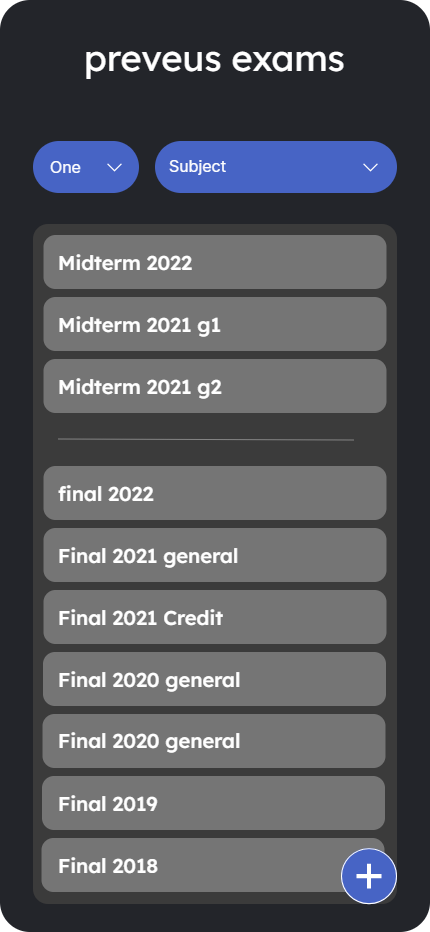 preveus exams
One
Subject
Midterm 2022
Midterm 2021 g1
Midterm 2021 g2
final 2022
Final 2021 general
Final 2021 Credit
Final 2020 general
Final 2020 general
Final 2019
Final 2018